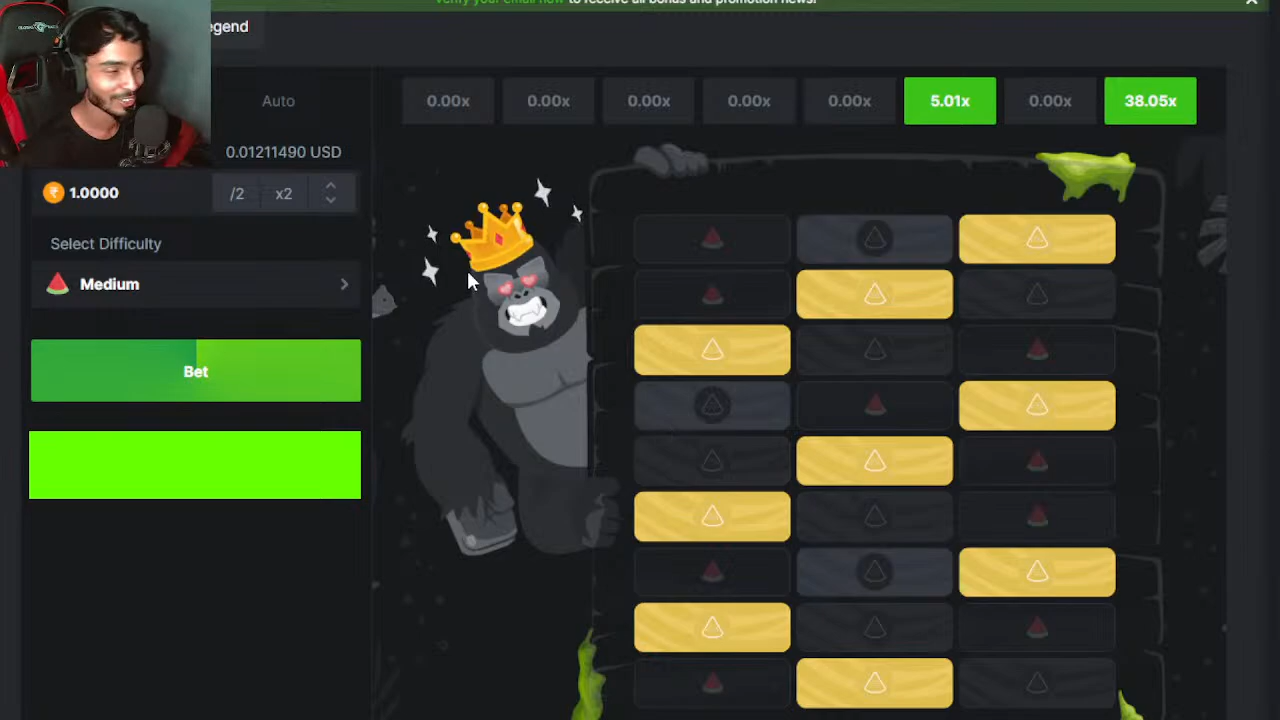 Verify your email now to receive all bonus and promotion news!
egend
Auto
0.00x 0.00x 0.00x 0.00x 0.00x 5.01x 0.00x 38.05x
0.01211490 USD
₹ 1.0000 /2 x2
Select Difficulty
Medium
Bet